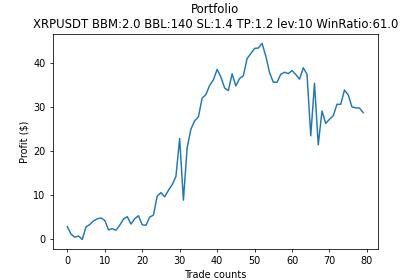 Portfolio
XRPUSDT BBM:2.0 BBL:140 SL:1.4 TP:1.2 lev:10 WinRatio:61.0
40
30
20
10
0
Profit ($)
0 10 20 30 40 50 60 70 80
Trade counts